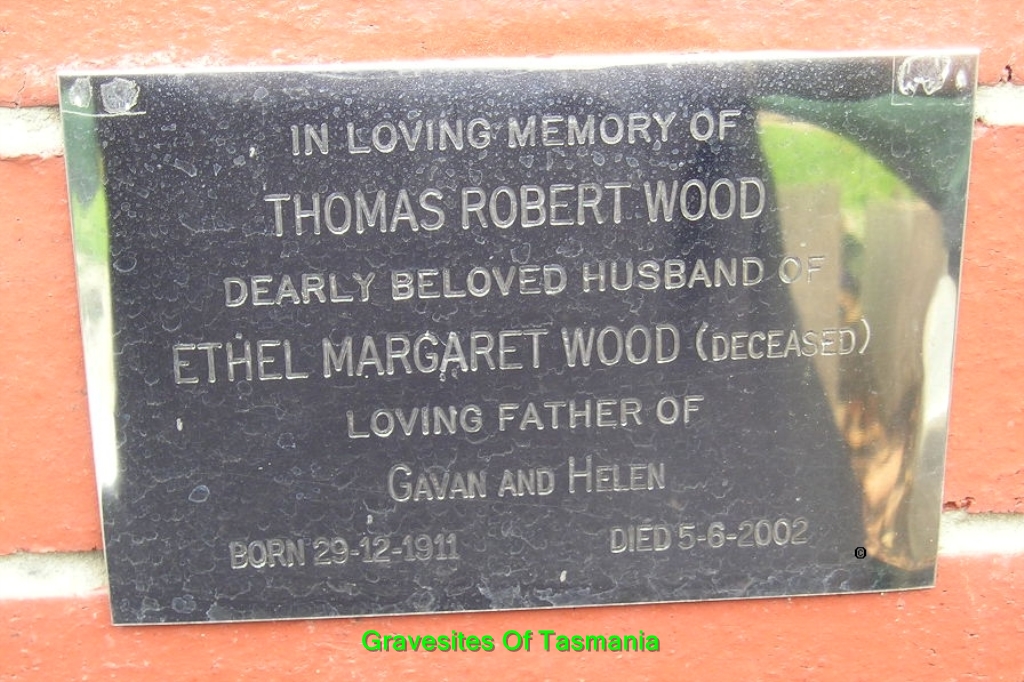 IN LOVING MEMORY OF
THOMAS ROBERT WOOD
DEARLY BELOVED HUSBAND OF
ETHEL MARGARET WOOD (DECEASED)
LOVING FATHER OF
GAVAN AND HELEN
BORN 29-12-1911 DIED 5-6-2002
©
Gravesites Of Tasmania